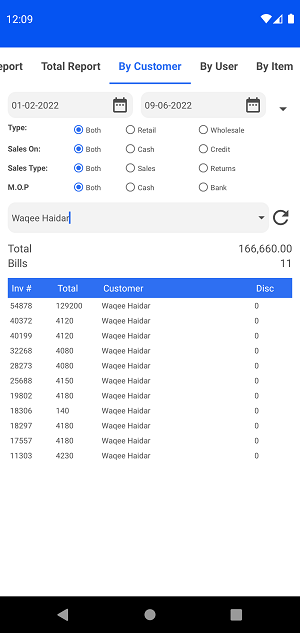 12:09
eport Total Report By Customer By User By Item
01-02-2022 09-06-2022
Type: Both Retail Wholesale
Sales On: Both Cash Credit
Sales Type: Both Sales Returns
M.O.P Both Cash Bank
Waqee Haidar
Total 166,660.00
Bills 11
Inv # Total Customer Disc
54878 129200 Waqee Haidar 0
40372 4120 Waqee Haidar 0
40199 4120 Waqee Haidar 0
32268 4080 Waqee Haidar 0
28273 4080 Waqee Haidar 0
25688 4150 Waqee Haidar 0
19802 4180 Waqee Haidar 0
18306 140 Waqee Haidar 0
18297 4180 Waqee Haidar 0
17557 4180 Waqee Haidar 0
11303 4230 Waqee Haidar 0